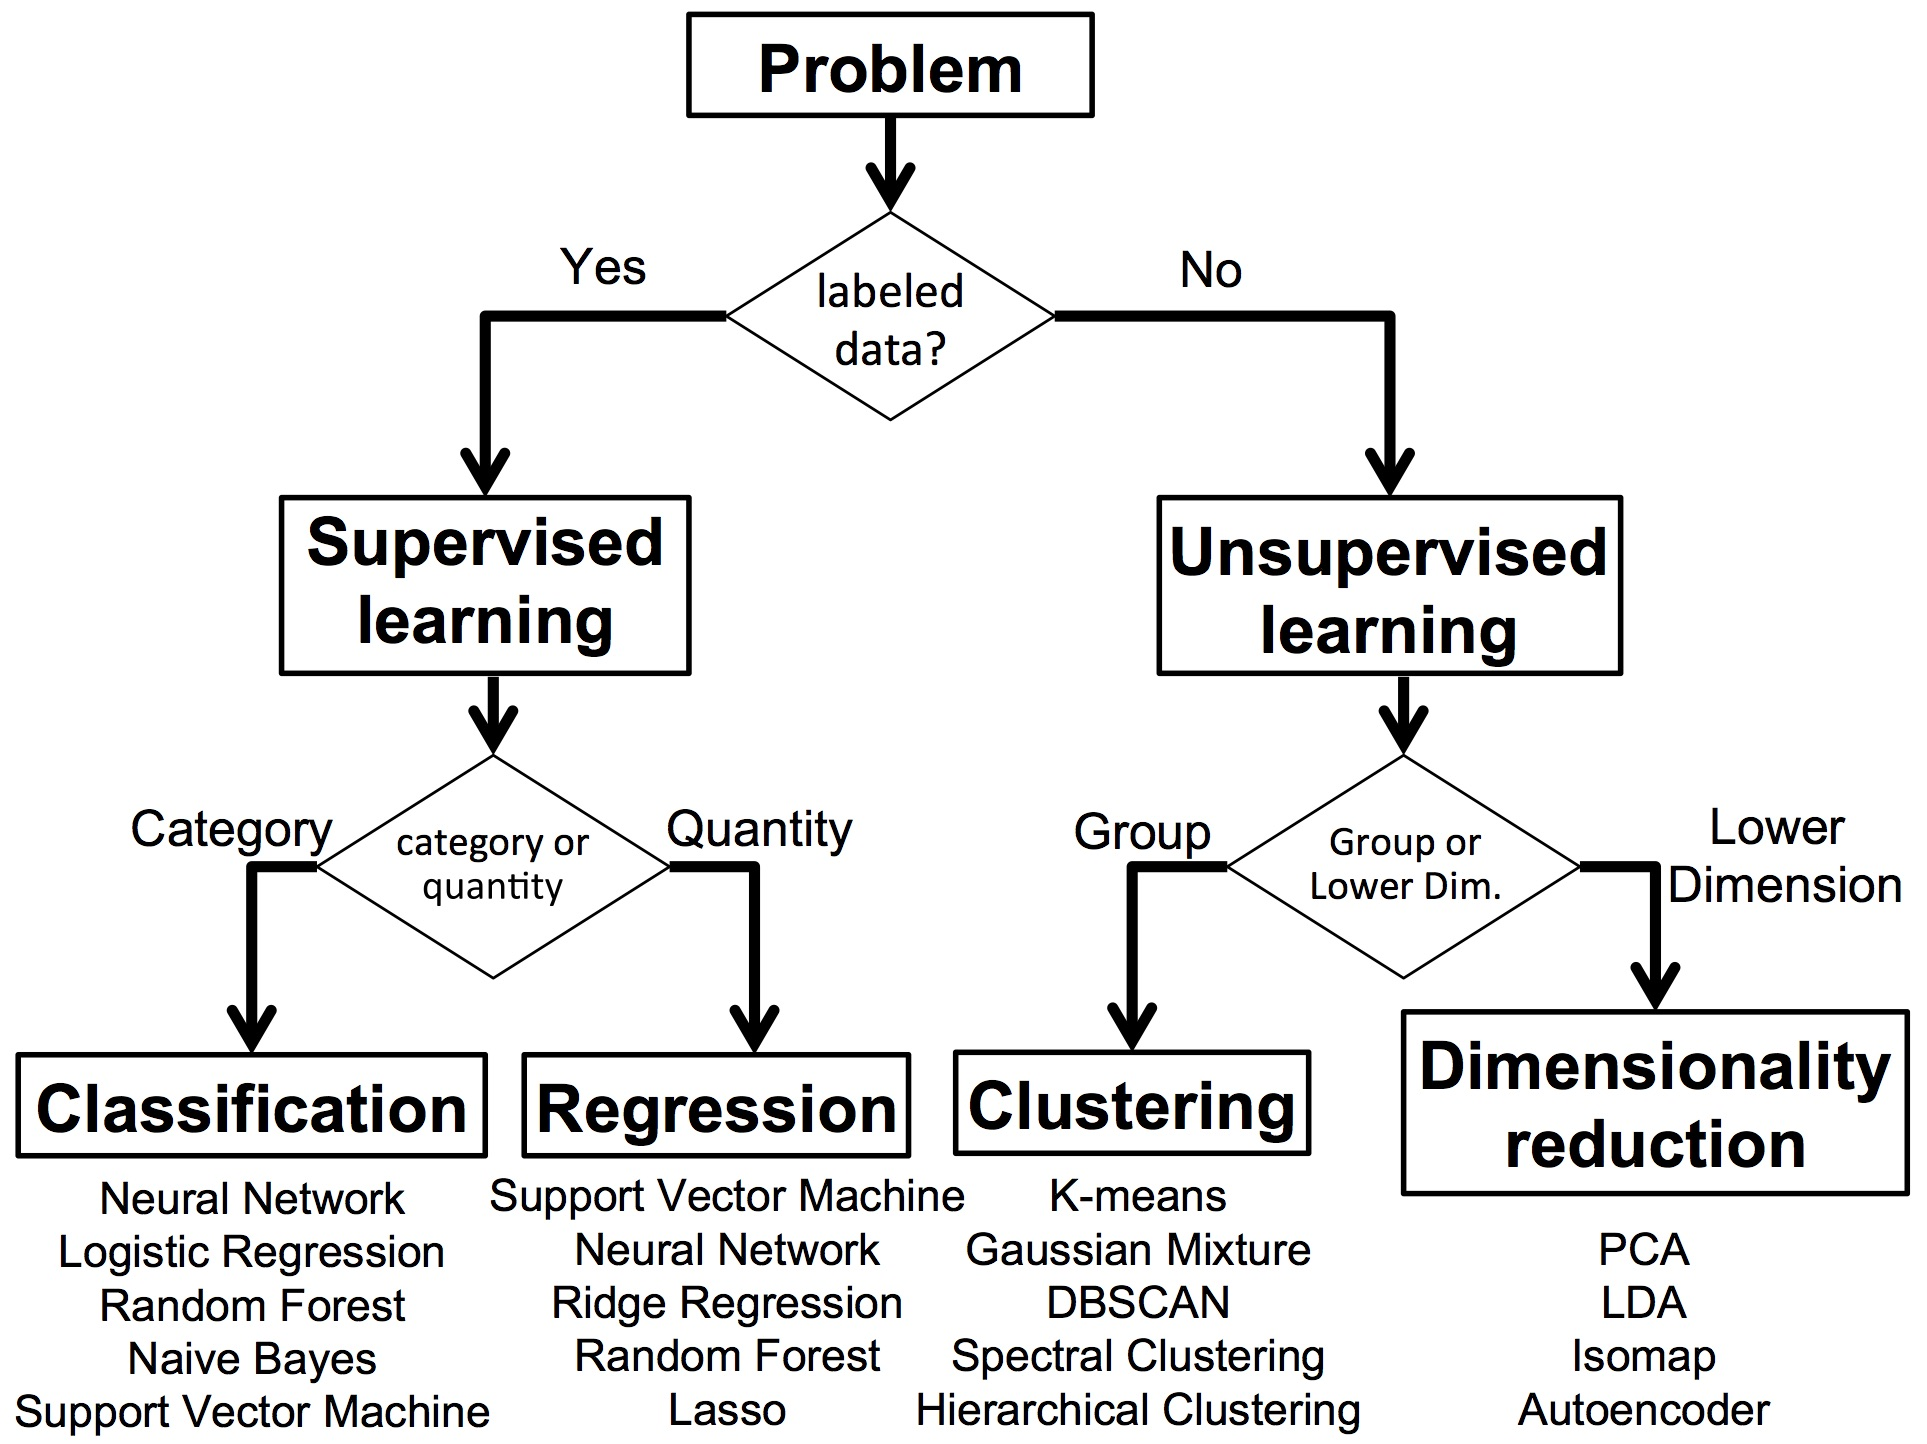 Problem
Yes
No
labeled
data?
Supervised
learning
Unsupervised
learning
Category
category or
quantity
Quantity
Group
Group or
Lower Dim.
Lower
Dimension
Classification
Neural Network
Logistic Regression
Random Forest
Naive Bayes
Support Vector Machine
Regression
Support Vector Machine
Neural Network
Ridge Regression
Random Forest
Lasso
Clustering
K-means
Gaussian Mixture
DBSCAN
Spectral Clustering
Hierarchical Clustering
Dimensionality
reduction
PCA
LDA
Isomap
Autoencoder